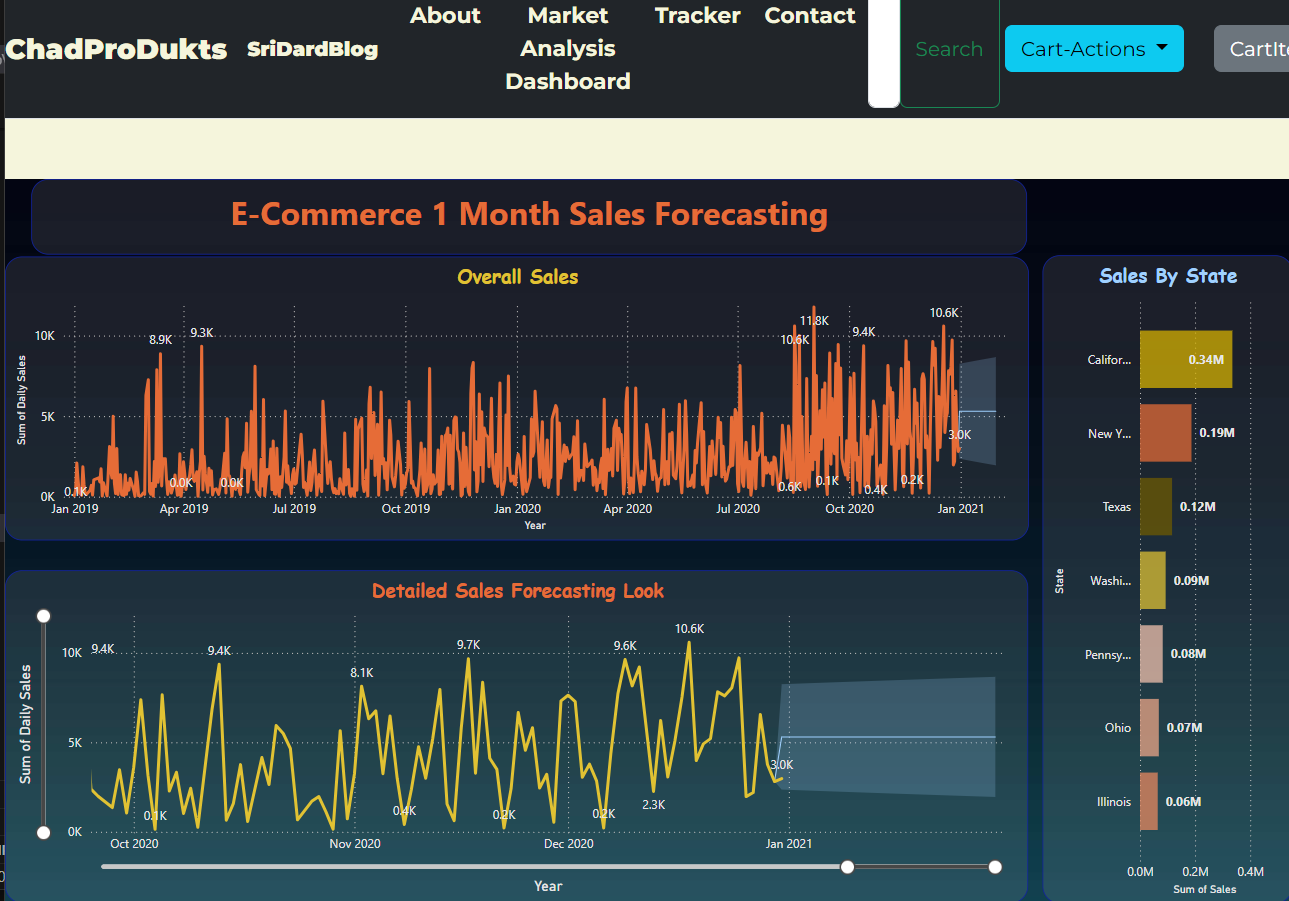 About
Market
Analysis
Dashboard
Tracker
Contact
ChadProDukts
SriDardBlog
Search
Cart-Actions
CartIt
E-Commerce 1 Month Sales Forecasting
Overall Sales
Sum of Daily Sales
10K
5K
0K
0.1K
8.9K
9.3K
0.0K
0.0K
10.6K
11.8K
9.4K
10.6K
3.0K
0.6K
0.1K
0.4K
0.2K
Jan 2019
Apr 2019
Jul 2019
Oct 2019
Jan 2020
Apr 2020
Jul 2020
Oct 2020
Jan 2021
Year
Detailed Sales Forecasting Look
Sum of Daily Sales
10K
5K
0K
9.4K
9.4K
0.1K
8.1K
0.4K
9.7K
0.2K
9.6K
0.2K
2.3K
10.6K
3.0K
Oct 2020
Nov 2020
Dec 2020
Jan 2021
Year
Sales By State
State
Califor... 0.34M
New Y... 0.19M
Texas 0.12M
Washi... 0.09M
Pennsy... 0.08M
Ohio 0.07M
Illinois 0.06M
0.0M 0.2M 0.4M
Sum of Sales